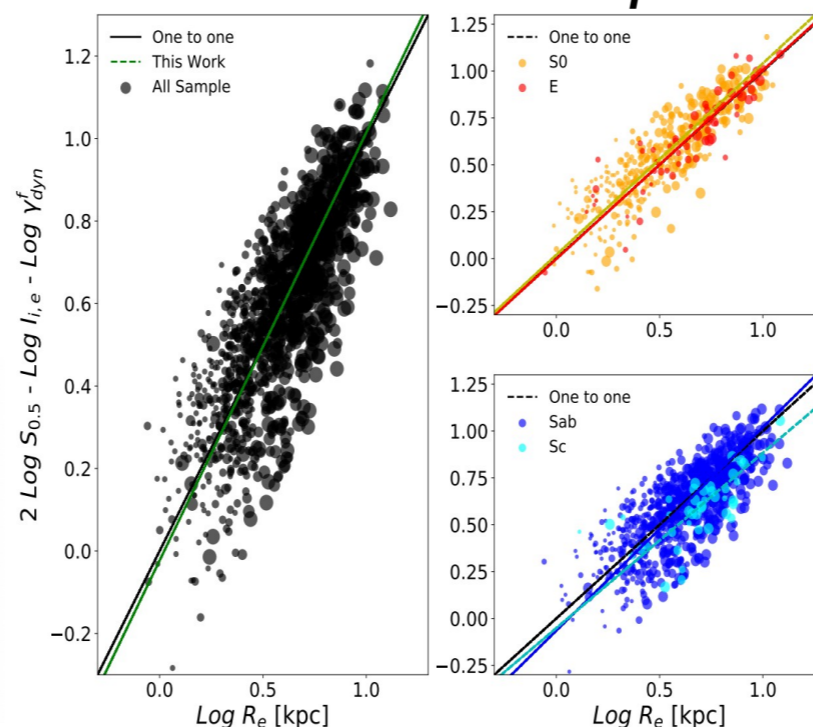 One to one
This Work
All Sample
1.2
1.0
0.8
0.6
0.4
0.2
0.0
−0.2
0.0
0.5
1.0
2 Log S0.5 - Log Ii,e - Log γ^f_dyn
Log Re [kpc]
One to one
S0
E
1.25
1.00
0.75
0.50
0.25
0.00
−0.25
0.0
0.5
1.0
One to one
Sab
Sc
1.25
1.00
0.75
0.50
0.25
0.00
−0.25
0.0
0.5
1.0
Log Re [kpc]